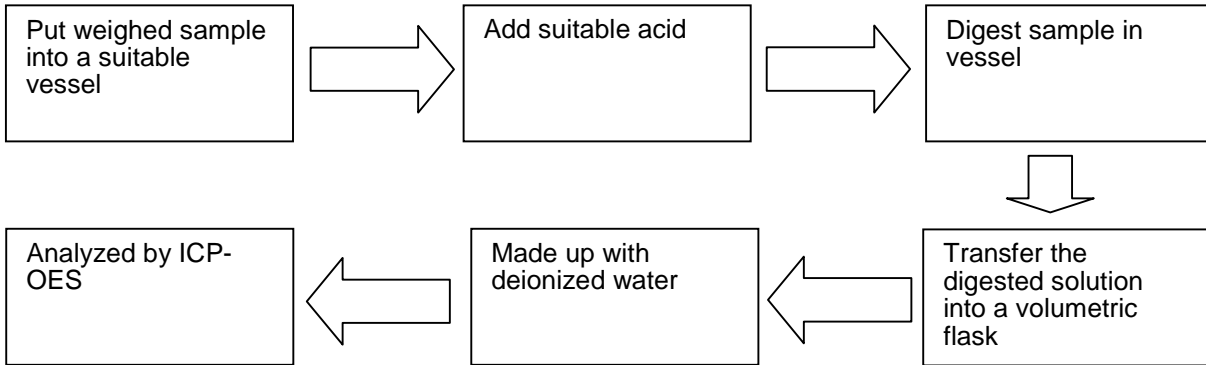 Put weighed sample
into a suitable
vessel
Add suitable acid
Digest sample in
vessel
Transfer the
digested solution
into a volumetric
flask
Made up with
deionized water
Analyzed by ICP-
OES